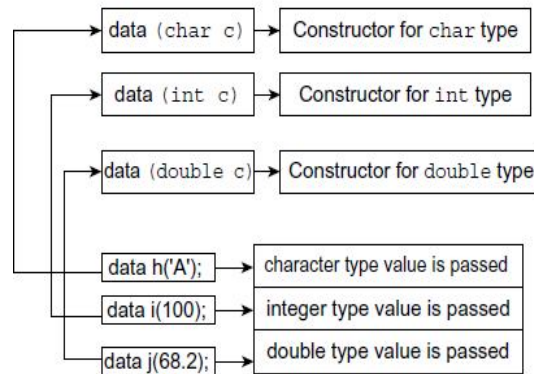 data (char c)
Constructor for char type
data (int c)
Constructor for int type
data (double c)
Constructor for double type
data h('A');
character type value is passed
data i(100);
integer type value is passed
data j(68.2);
double type value is passed